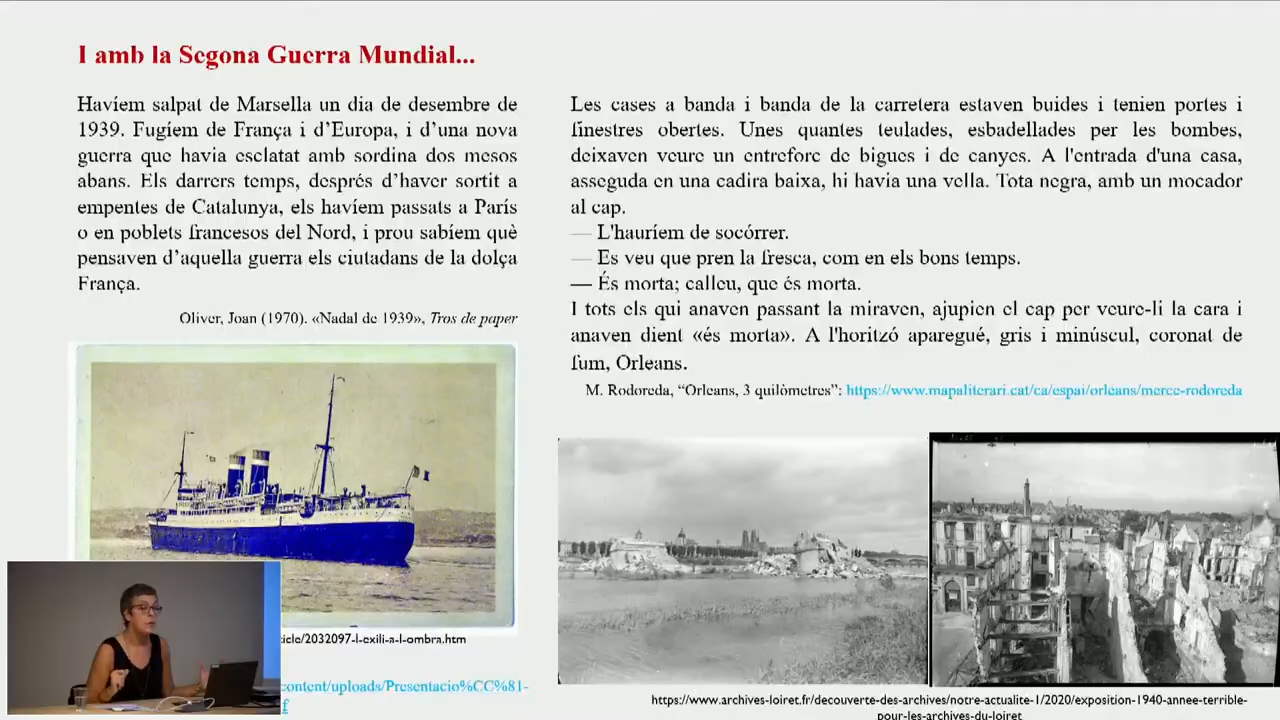 I amb la Segona Guerra Mundial...
Havíem salpat de Marsella un dia de desembre de
1939. Fugíem de França i d’Europa, i d’una nova
guerra que havia esclatat amb sordina dos mesos
abans. Els darrers temps, després d’haver sortit a
empentes de Catalunya, els havíem passats a París
o en poblets francesos del Nord, i prou sabíem què
pensaven d’aquella guerra els ciutadans de la dolça
França.
Oliver, Joan (1970). «Nadal de 1939», Tros de paper
Les cases a banda i banda de la carretera estaven buides i tenien portes i
finestres obertes. Unes quantes teulades, esbadellades per les bombes,
deixaven veure un entreforc de bigues i de canyes. A l'entrada d'una casa,
asseguda en una cadira baixa, hi havia una vella. Tota negra, amb un mocador
al cap.
— L'hauríem de socórrer.
— Es veu que pren la fresca, com en els bons temps.
— És morta; calleu, que és morta.
I tots els qui anaven passant la miraven, ajupien el cap per veure-li la cara i
anaven dient «és morta». A l'horitzó aparegué, gris i minúscul, coronat de
fum, Orleans.
M. Rodoreda, “Orleans, 3 quilòmetres”: https://www.mapaliterari.cat/ca/espai/orleans/merce-rodoreda
icle/2032097-l-exili-a-l-ombra.htm
content/uploads/Presentacio%CC%81-
f
https://www.archives-loiret.fr/decouverte-des-archives/notre-actualite-1/2020/exposition-1940-annee-terrible-
pour-les-archives-du-loiret